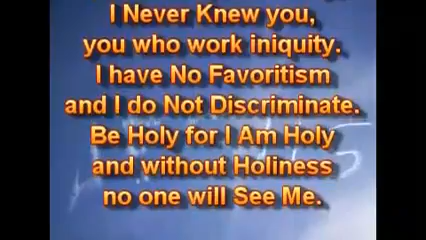 I Never Knew you,
you who work iniquity.
I have No Favoritism
and I do Not Discriminate.
Be Holy for I Am Holy
and without Holiness
no one will See Me.